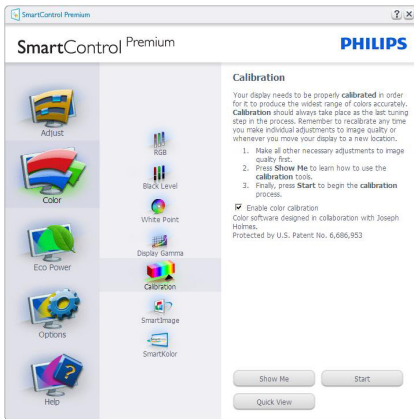 SmartControl Premium
SmartControl Premium
PHILIPS
Adjust
Color
Eco Power
Options
Help
RGB
Black Level
White Point
Display Gamma
Calibration
SmartImage
SmartKolor
Calibration
Your display needs to be properly calibrated in order
for it to produce the widest range of colors accurately.
Calibration should always take place as the last tuning
step in the process. Remember to recalibrate any time
you make individual adjustments to image quality or
whenever you move your display to a new location.
1. Make all other necessary adjustments to image
quality first.
2. Press Show Me to learn how to use the
calibration tools.
3. Finally, press Start to begin the calibration
process.
Enable color calibration
Color software designed in collaboration with Joseph
Holmes.
Protected by U.S. Patent No. 6,686,953
Show Me
Start
Quick View